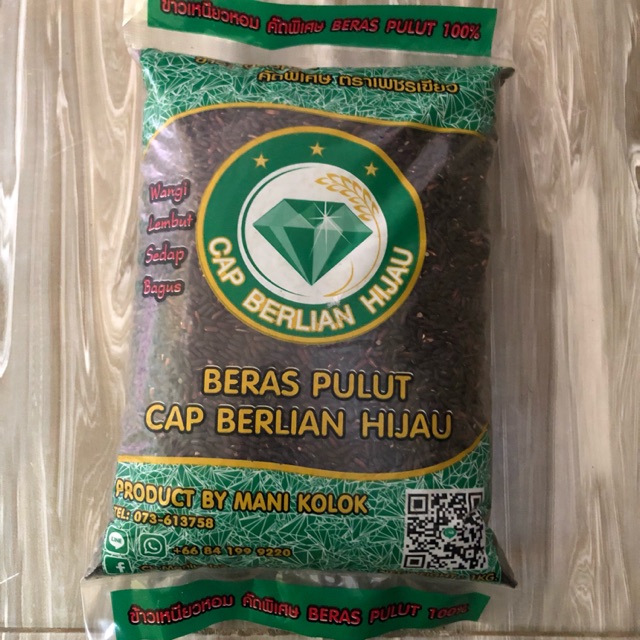 ข้าวเหนียวหอม คัดพิเศษ BERAS PULUT 100%
คัดพิเศษ ตราเพชรเขียว
Wangi
Lembut
Sedap
Bagus
CAP BERLIAN HIJAU
BERAS PULUT
CAP BERLIAN HIJAU
PRODUCT BY MANI KOLOK
TEL: 073-613758
LINE
+66 84 199 9220
ข้าวเหนียวหอม คัดพิเศษ BERAS PULUT 100%